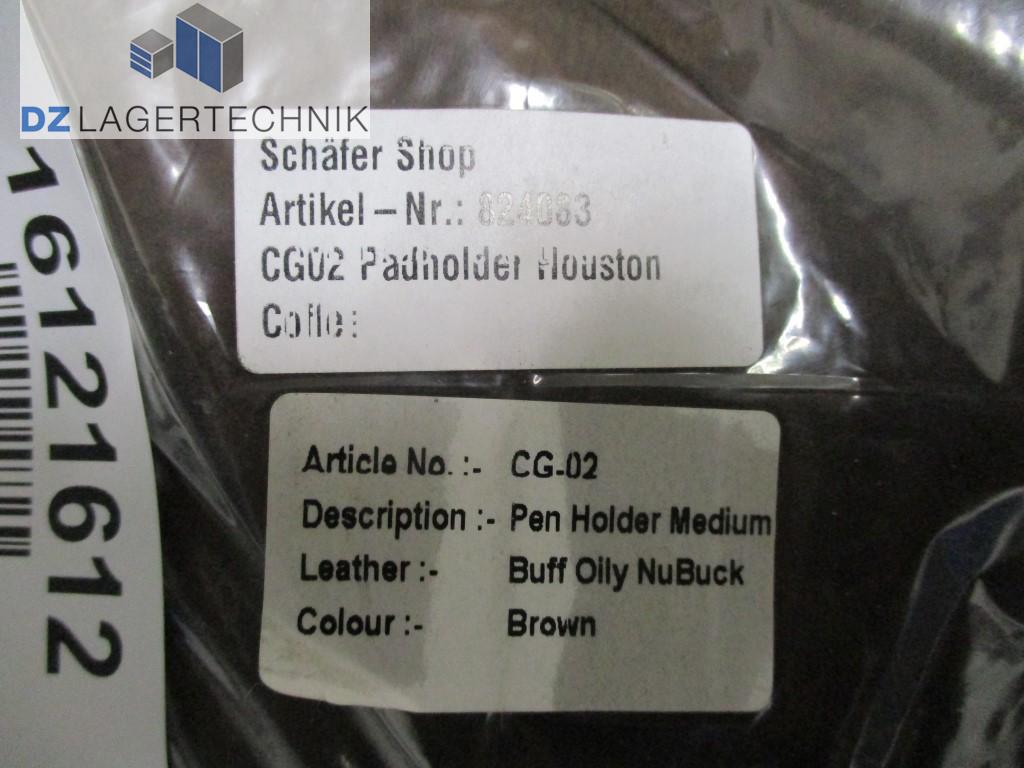 DZ LAGERTECHNIK
Schäfer Shop
Artikel – Nr.: 824083
CG02 Padholder Houston
Article No. :- CG-02
Description :- Pen Holder Medium
Leather :- Buff Oily NuBuck
Colour :- Brown
161121612